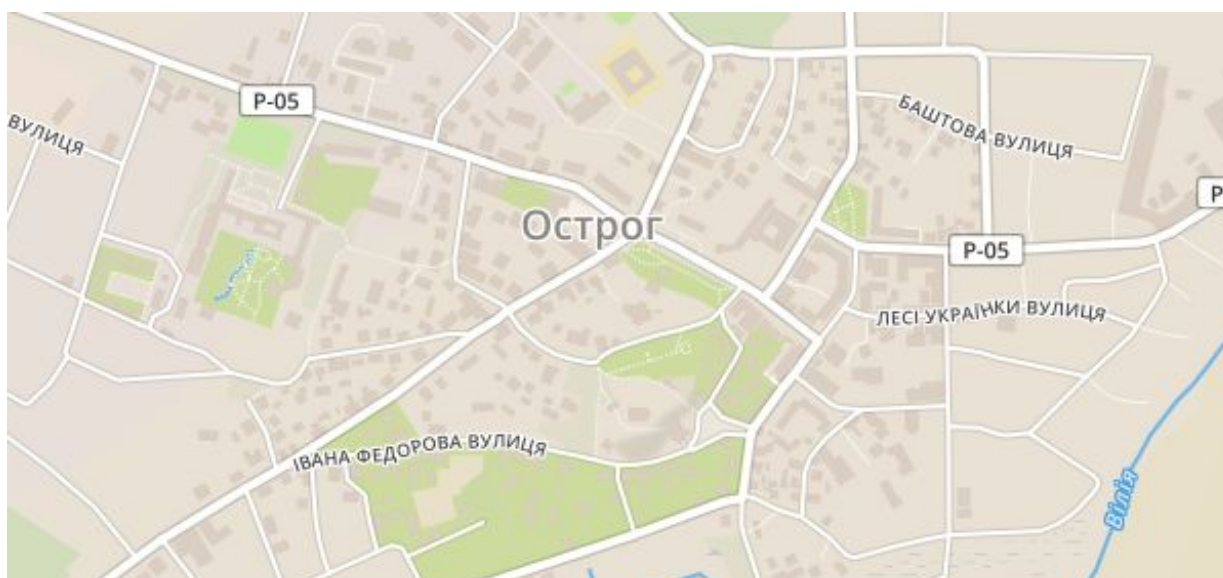 Р-05
БАШТОВА ВУЛИЦЯ
ВУЛИЦЯ
Р
Острог
Р-05
ЛЕСІ УКРАЇНКИ ВУЛИЦЯ
ІВАНА ФЕДОРОВА ВУЛИЦЯ
Вілія